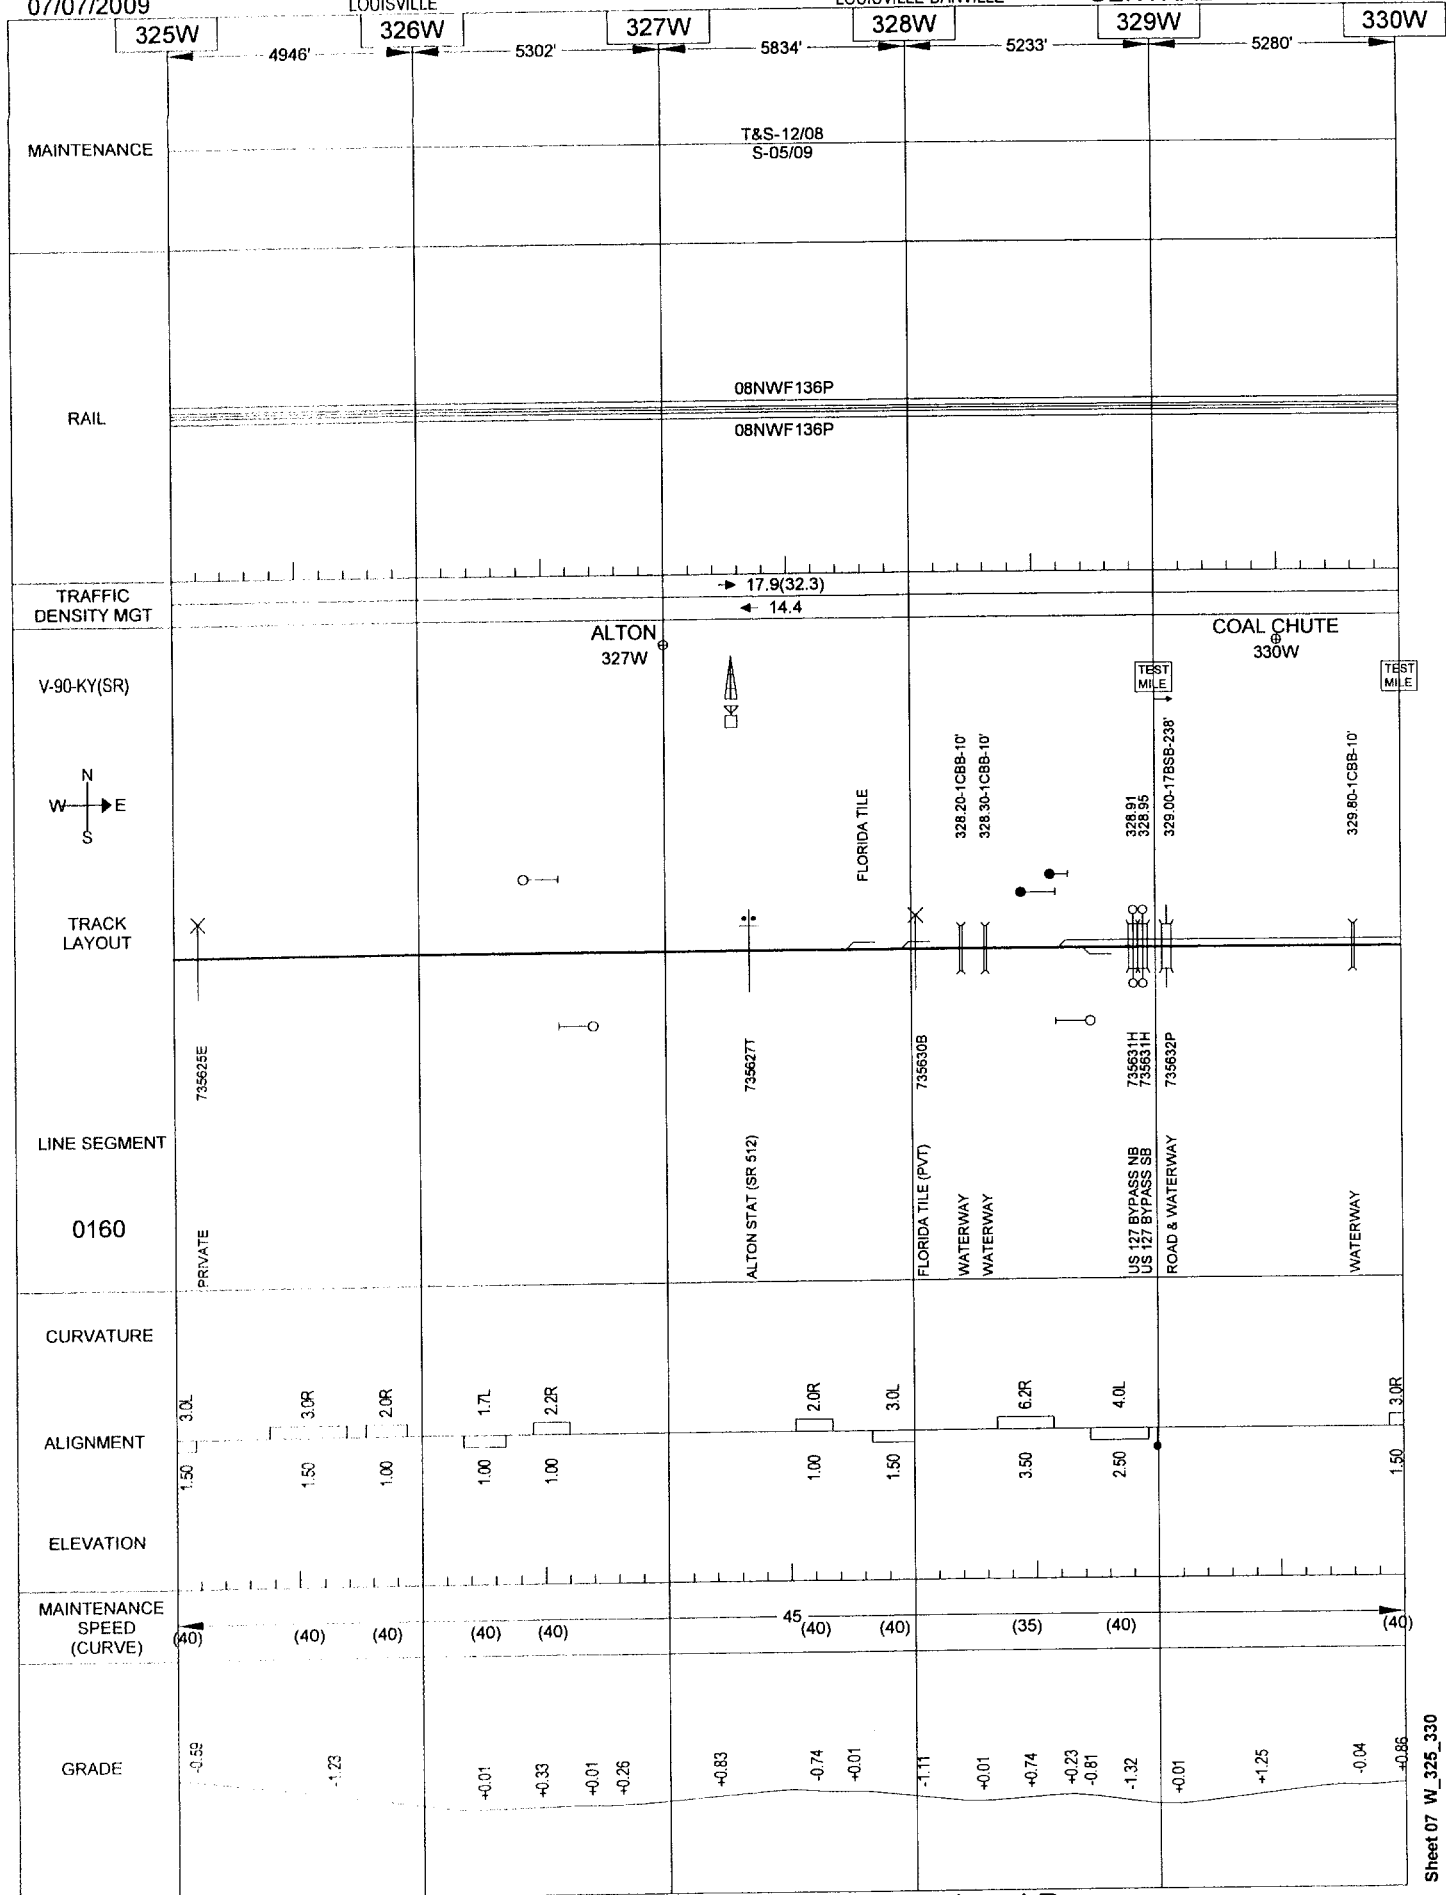 07/07/2009
LOUISVILLE
325W
326W
327W
328W
329W
330W
4946'
5302'
5834'
5233'
5280'
MAINTENANCE
T&S-12/08
S-05/09
RAIL
08NWF136P
08NWF136P
TRAFFIC
DENSITY MGT
17.9(32.3)
14.4
V-90-KY(SR)
ALTON
327W
COAL CHUTE
330W
TEST
MILE
TEST
MILE
N
W E
S
FLORIDA TILE
328.20-1CBB-10'
328.30-1CBB-10'
328.91
328.95
329.00-17BSB-238'
329.80-1CBB-10'
TRACK
LAYOUT
735625E
735627T
735630B
735631H
735631H
735632P
LINE SEGMENT
0160
PRIVATE
ALTON STAT (SR 512)
FLORIDA TILE (PVT)
WATERWAY
WATERWAY
US 127 BYPASS NB
US 127 BYPASS SB
ROAD & WATERWAY
WATERWAY
CURVATURE
3.0L
3.0R
2.0R
1.7L
2.2R
2.0R
3.0L
6.2R
4.0L
3.0R
ALIGNMENT
1.50
1.50
1.00
1.00
1.00
1.00
1.50
3.50
2.50
1.50
ELEVATION
MAINTENANCE
SPEED
(CURVE)
45
(40)
(40)
(40)
(40)
(40)
(40)
(40)
(35)
(40)
(40)
GRADE
-0.59
-1.23
+0.01
+0.33
+0.01
+0.26
+0.83
-0.74
+0.01
-1.11
+0.01
+0.74
+0.23
-0.81
-1.32
+0.01
+1.25
-0.04
+0.86
Sheet 07 W_325_330